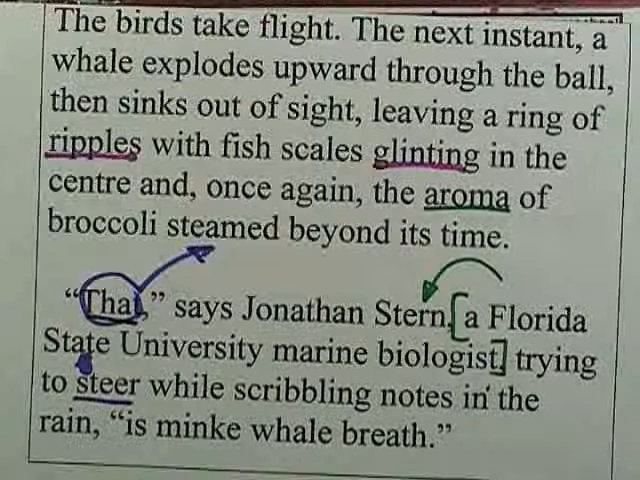 The birds take flight. The next instant, a
whale explodes upward through the ball,
then sinks out of sight, leaving a ring of
ripples with fish scales glinting in the
centre and, once again, the aroma of
broccoli steamed beyond its time.
“That,” says Jonathan Stern, [a Florida
State University marine biologist,] trying
to steer while scribbling notes in the
rain, “is minke whale breath.”